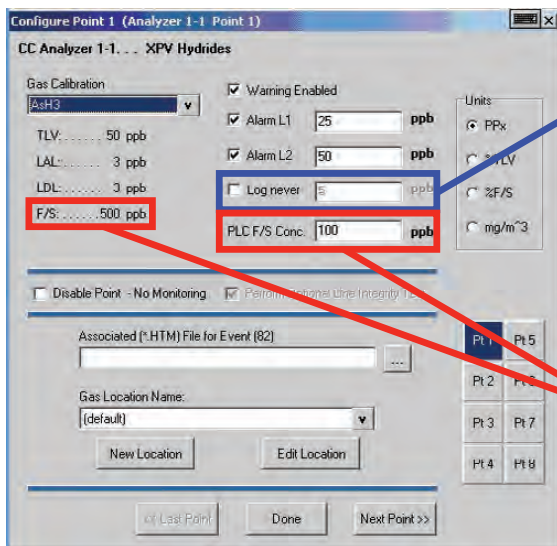 Configure Point 1 (Analyzer 1-1 Point 1)
CC Analyzer 1-1. . . XPV Hydrides
Gas Calibration
AsH3
TLV:. . . . . . 50 ppb
LAL:. . . . . . 3 ppb
LDL:. . . . . . 3 ppb
F/S:. . . . . . 500 ppb
Warning Enabled
Alarm L1 25 ppb
Alarm L2 50 ppb
Log never 5 ppb
PLC F/S Conc. 100 ppb
Units
PPx
%F/S
mg/m^3
Disable Point - No Monitoring
Associated (*.HTM) File for Event (82)
...
Gas Location Name:
(default)
New Location Edit Location
Pt 1 Pt 5
Pt 2
Pt 3 Pt 7
Pt 4 Pt 8
<< Last Point Done Next Point >>